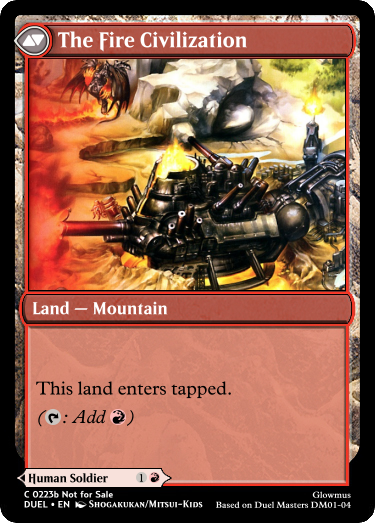 The Fire Civilization
Land — Mountain
This land enters tapped.
(T: Add R)
Human Soldier 1 R
C 0223b Not for Sale Glowmus
DUEL • EN Shogakukan/Mitsui-Kids Based on Duel Masters DM01-04